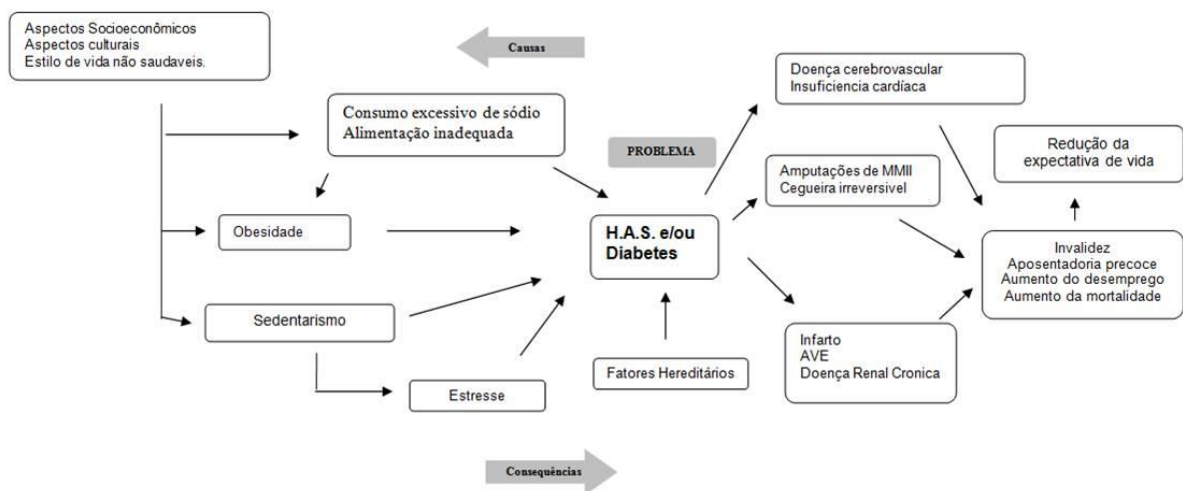 Aspectos Socioeconômicos
Aspectos culturais
Estilo de vida não saudaveis.
Causas
Doença cerebrovascular
Insuficiencia cardíaca
Consumo excessivo de sódio
Alimentação inadequada
PROBLEMA
Redução da
expectativa de vida
Amputações de MMII
Cegueira irreversivel
Obesidade
H.A.S. e/ou
Diabetes
Invalidez
Aposentadoria precoce
Aumento do desemprego
Aumento da mortalidade
Sedentarismo
Infarto
AVE
Doença Renal Cronica
Fatores Hereditários
Estresse
Consequências